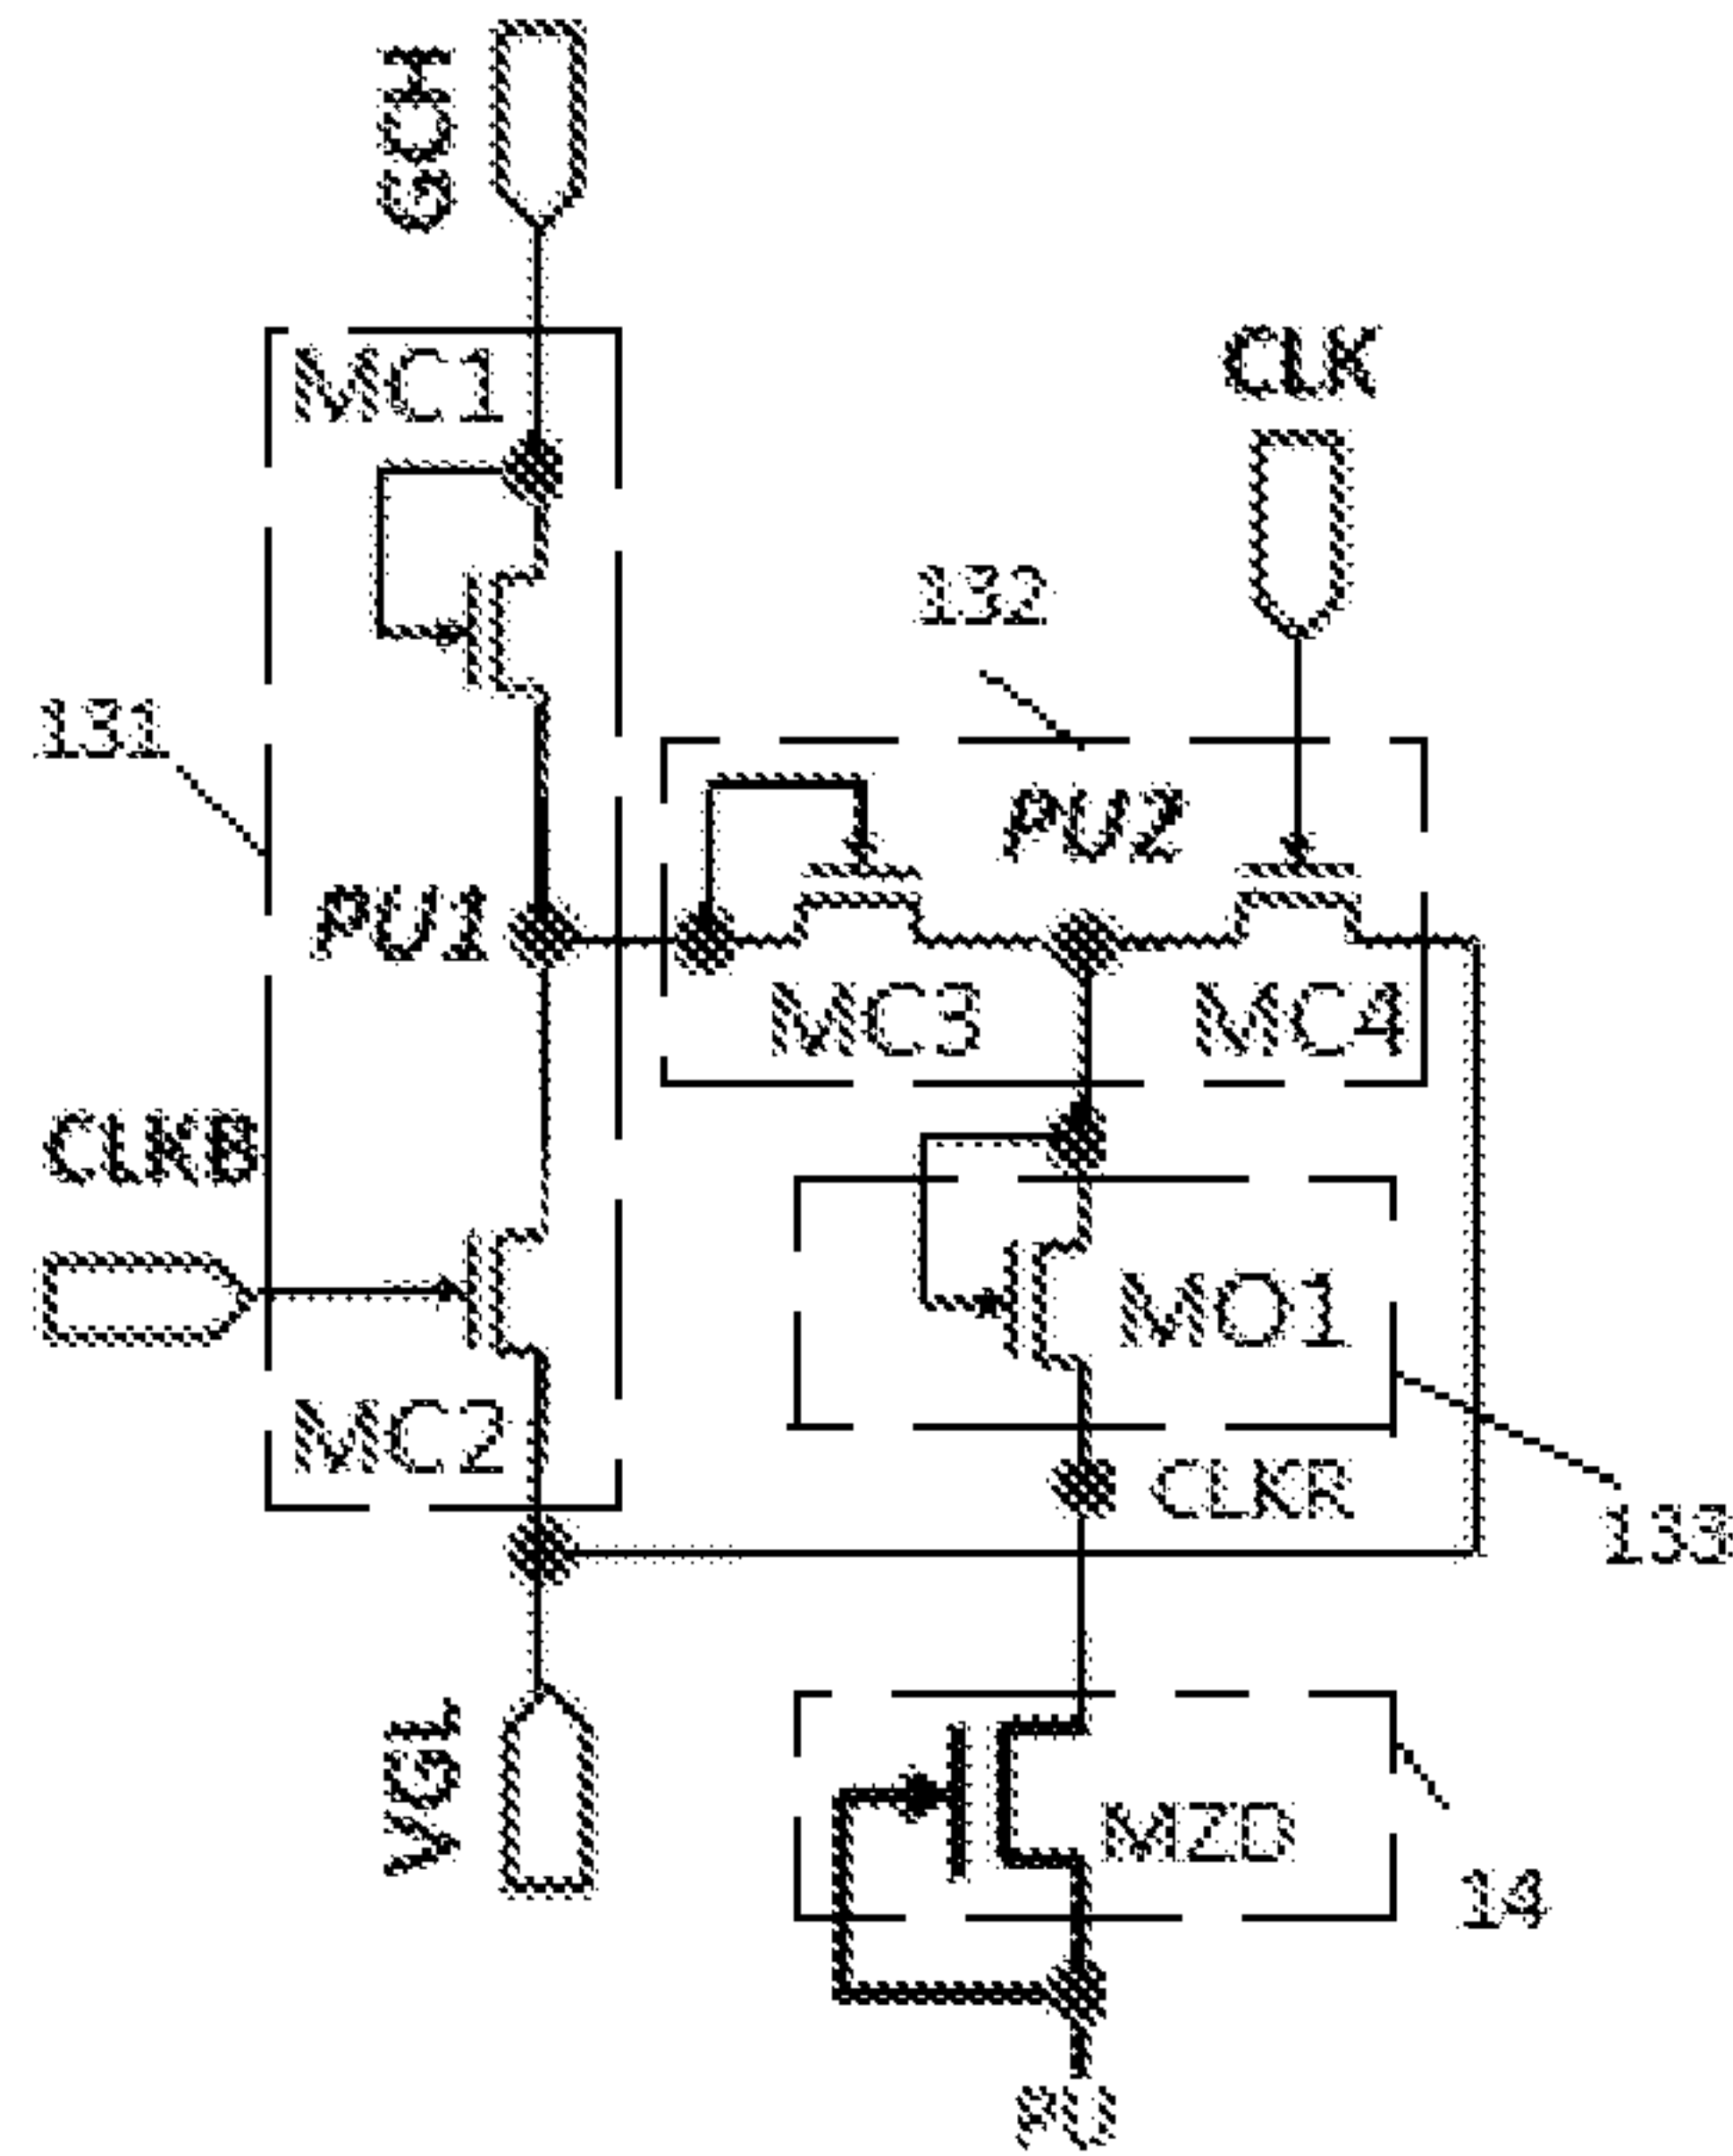 GCH
MC1
CLK
132
131
PU2
PU1
MC3
MC4
CLKB
MO1
MC2
CLKR
133
VGL
MZD
14
PU